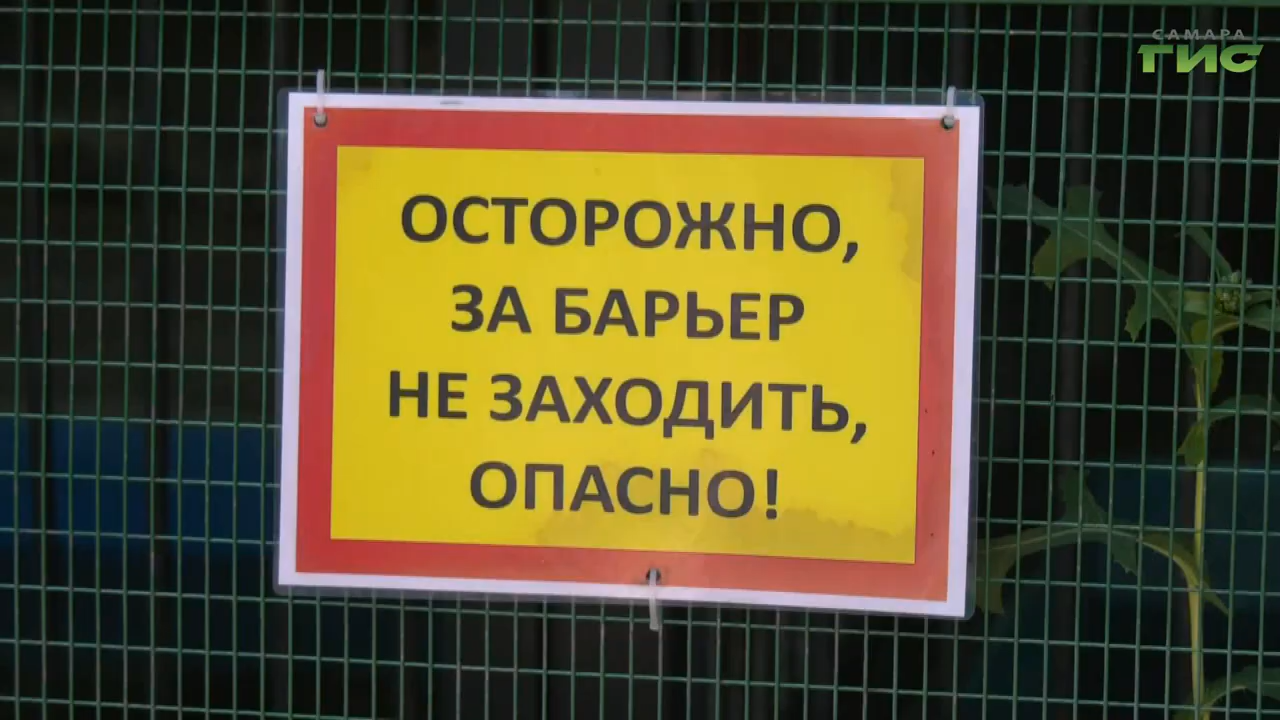 САМАРА
ГИС
ОСТОРОЖНО,
ЗА БАРЬЕР
НЕ ЗАХОДИТЬ,
ОПАСНО!